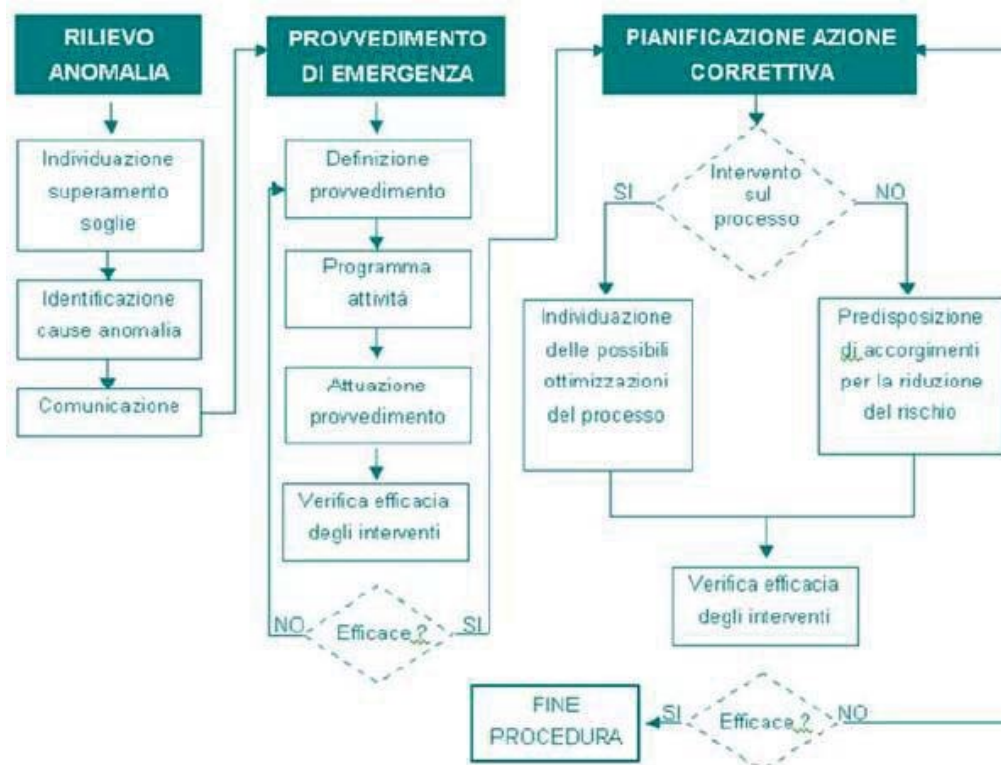 RILIEVO
ANOMALIA
Individuazione
superamento
soglie
Identificazione
cause anomalia
Comunicazione
PROVVEDIMENTO
DI EMERGENZA
Definizione
provvedimento
Programma
attività
Attuazione
provvedimento
Verifica efficacia
degli interventi
NO
Efficace ?
SI
PIANIFICAZIONE AZIONE
CORRETTIVA
Intervento
sul
processo
SI
NO
Individuazione
delle possibili
ottimizzazioni
del processo
Predisposizione
di accorgimenti
per la riduzione
del rischio
Verifica efficacia
degli interventi
Efficace ?
SI
NO
FINE
PROCEDURA